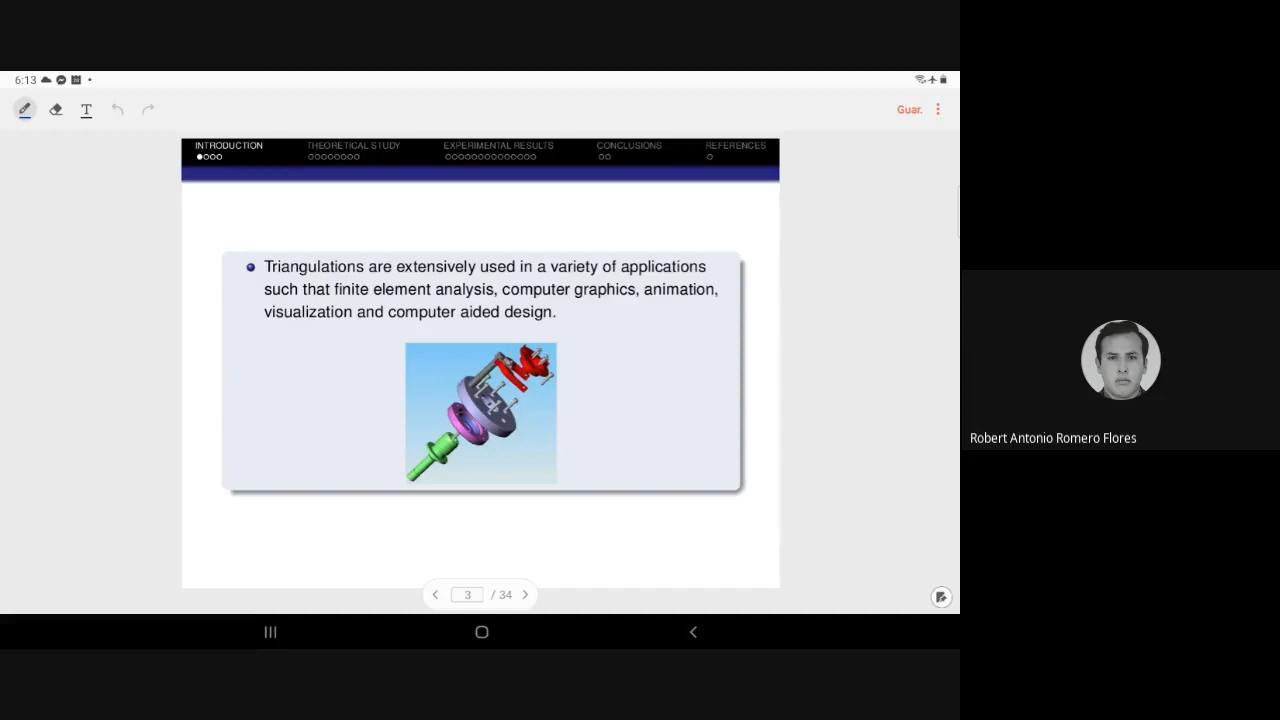 6:13
T
Guar.
INTRODUCTION THEORETICAL STUDY EXPERIMENTAL RESULTS CONCLUSIONS REFERENCES
Triangulations are extensively used in a variety of applications
such that finite element analysis, computer graphics, animation,
visualization and computer aided design.
3 / 34
Robert Antonio Romero Flores